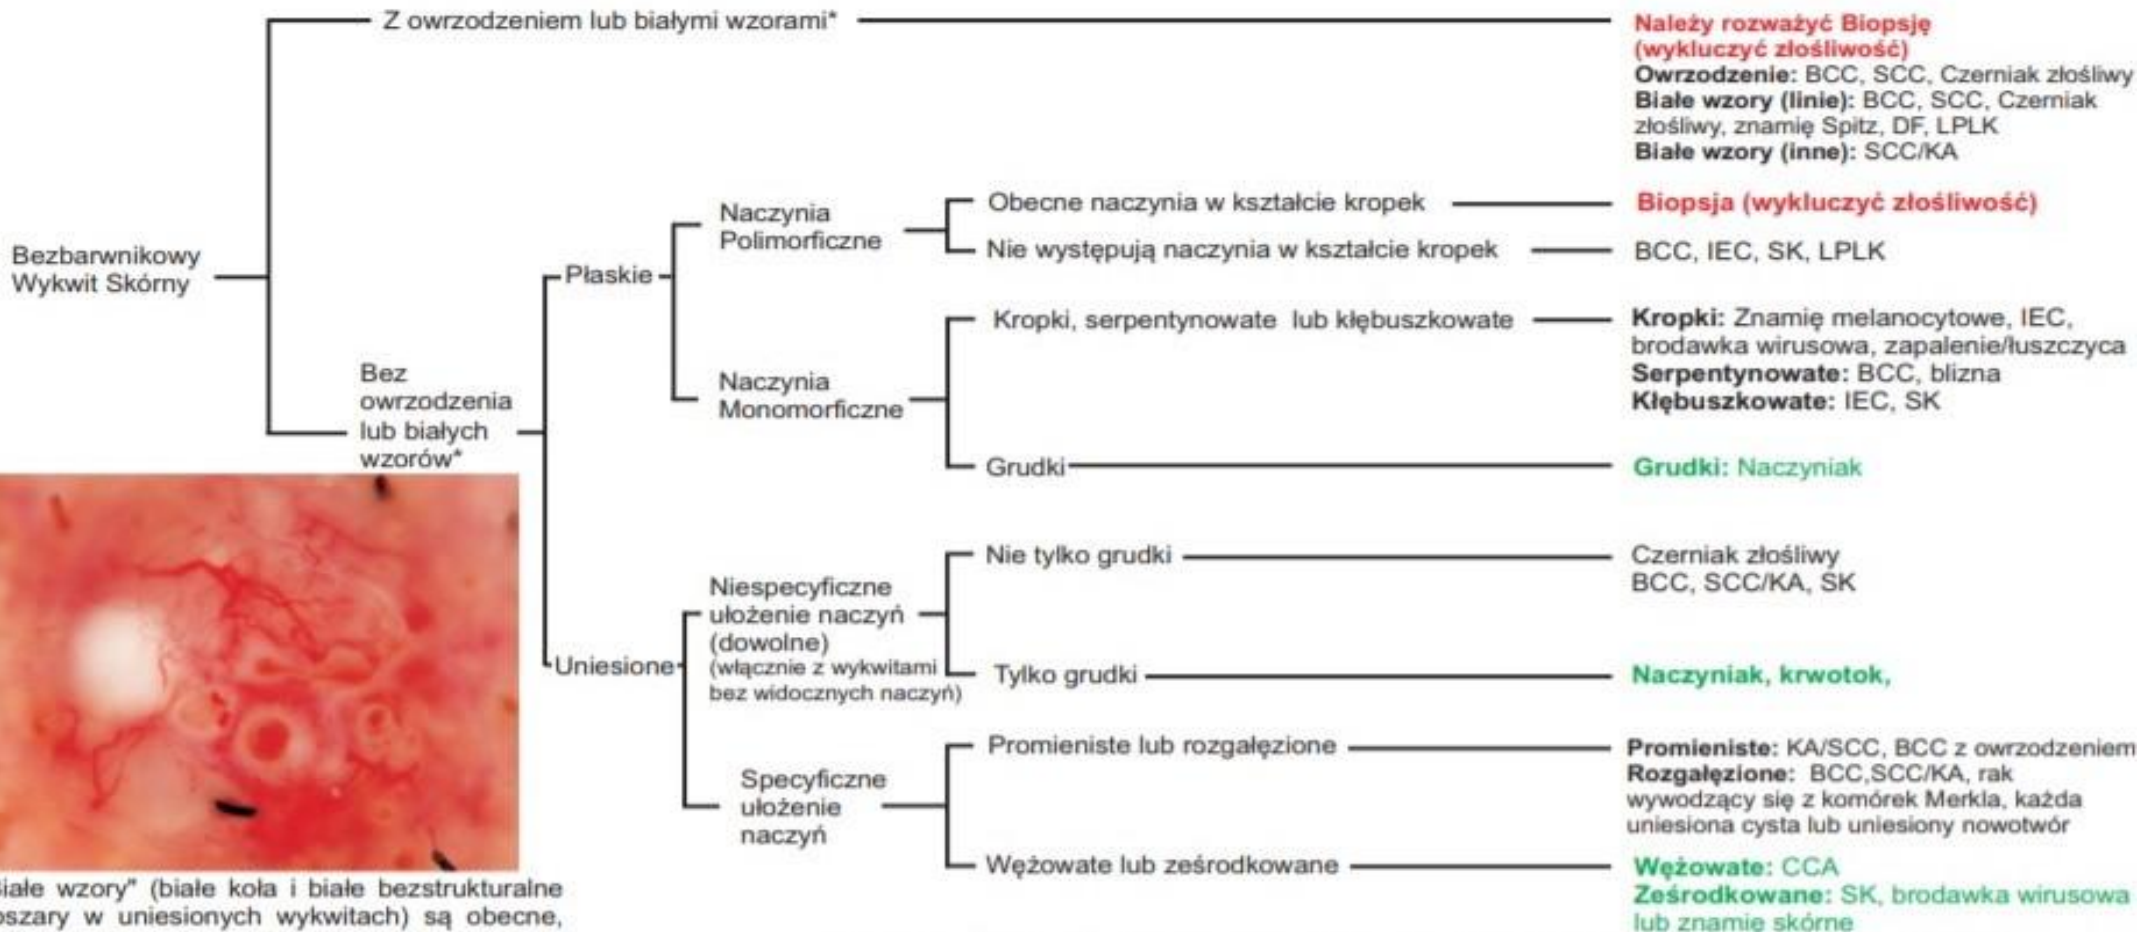 Z owrzodzeniem lub białymi wzorami*
Należy rozważyć Biopsję
(wykluczyć złośliwość)
Owrzodzenie: BCC, SCC, Czerniak złośliwy
Białe wzory (linie): BCC, SCC, Czerniak
złośliwy, znamię Spitz, DF, LPLK
Białe wzory (inne): SCC/KA
Bezbarwnikowy
Wykwit Skórny
Bez
owrzodzenia
lub białych
wzorów*
Płaskie
Naczynia
Polimorficzne
Obecne naczynia w kształcie kropek
Biopsja (wykluczyć złośliwość)
Nie występują naczynia w kształcie kropek
BCC, IEC, SK, LPLK
Naczynia
Monomorficzne
Kropki, serpentynowate lub kłębuszkowate
Kropki: Znamię melanocytowe, IEC,
brodawka wirusowa, zapalenie/łuszczyca
Serpentynowate: BCC, blizna
Kłębuszkowate: IEC, SK
Grudki
Grudki: Naczyniak
Uniesione
Niespecyficzne
ułożenie naczyń
(dowolne)
(włącznie z wykwitami
bez widocznych naczyń)
Nie tylko grudki
Czerniak złośliwy
BCC, SCC/KA, SK
Tylko grudki
Naczyniak, krwotok,
Specyficzne
ułożenie
naczyń
Promieniste lub rozgałęzione
Promieniste: KA/SCC, BCC z owrzodzeniem
Rozgałęzione: BCC,SCC/KA, rak
wywodzący się z komórek Merkla, każda
uniesiona cysta lub uniesiony nowotwór
Wężowate lub ześrodkowane
Wężowate: CCA
Ześrodkowane: SK, brodawka wirusowa
lub znamię skórne
wzory" (białe koła i białe bezstrukturalne
w uniesionych wykwitach) są obecne,